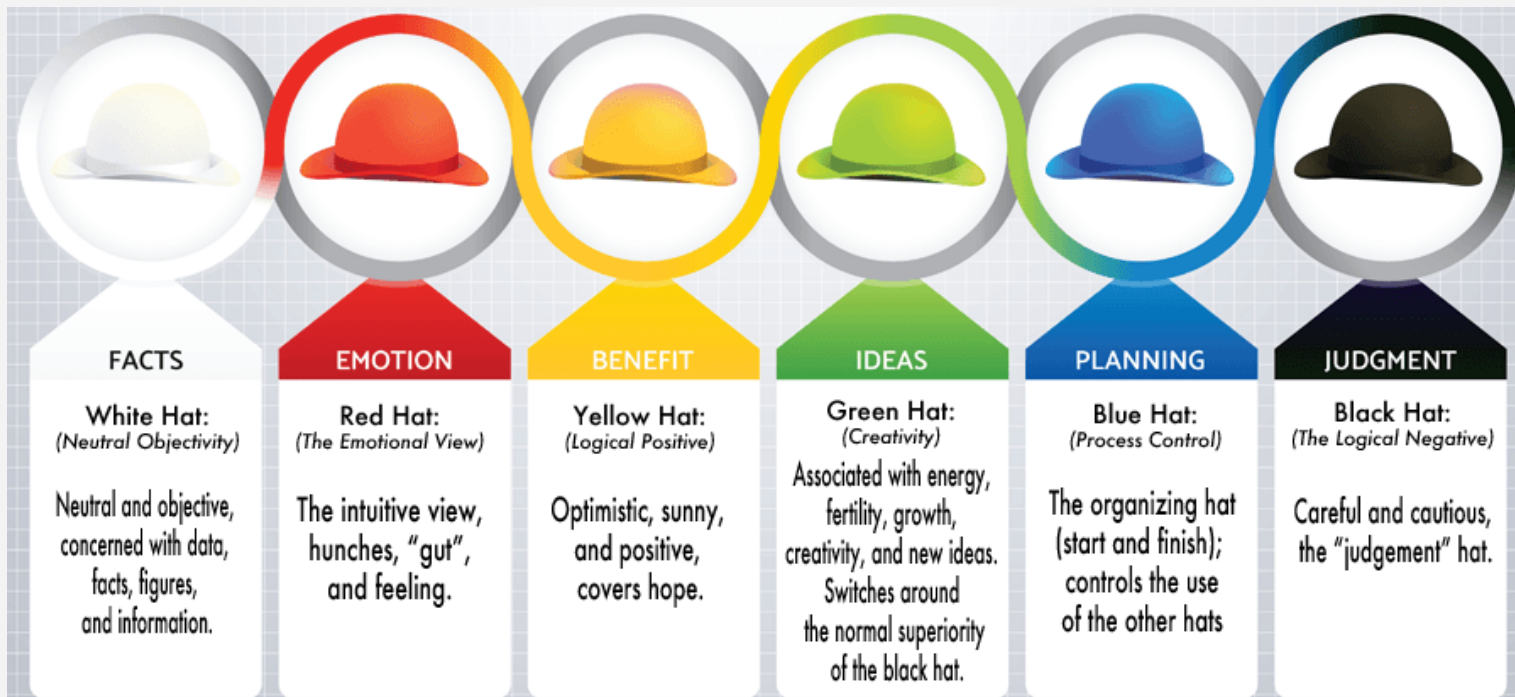 FACTS
White Hat:
(Neutral Objectivity)
Neutral and objective,
concerned with data,
facts, figures,
and information.
EMOTION
Red Hat:
(The Emotional View)
The intuitive view,
hunches, “gut”,
and feeling.
BENEFIT
Yellow Hat:
(Logical Positive)
Optimistic, sunny,
and positive,
covers hope.
IDEAS
Green Hat:
(Creativity)
Associated with energy,
fertility, growth,
creativity, and new ideas.
Switches around
the normal superiority
of the black hat.
PLANNING
Blue Hat:
(Process Control)
The organizing hat
(start and finish);
controls the use
of the other hats
JUDGMENT
Black Hat:
(The Logical Negative)
Careful and cautious,
the “judgement” hat.